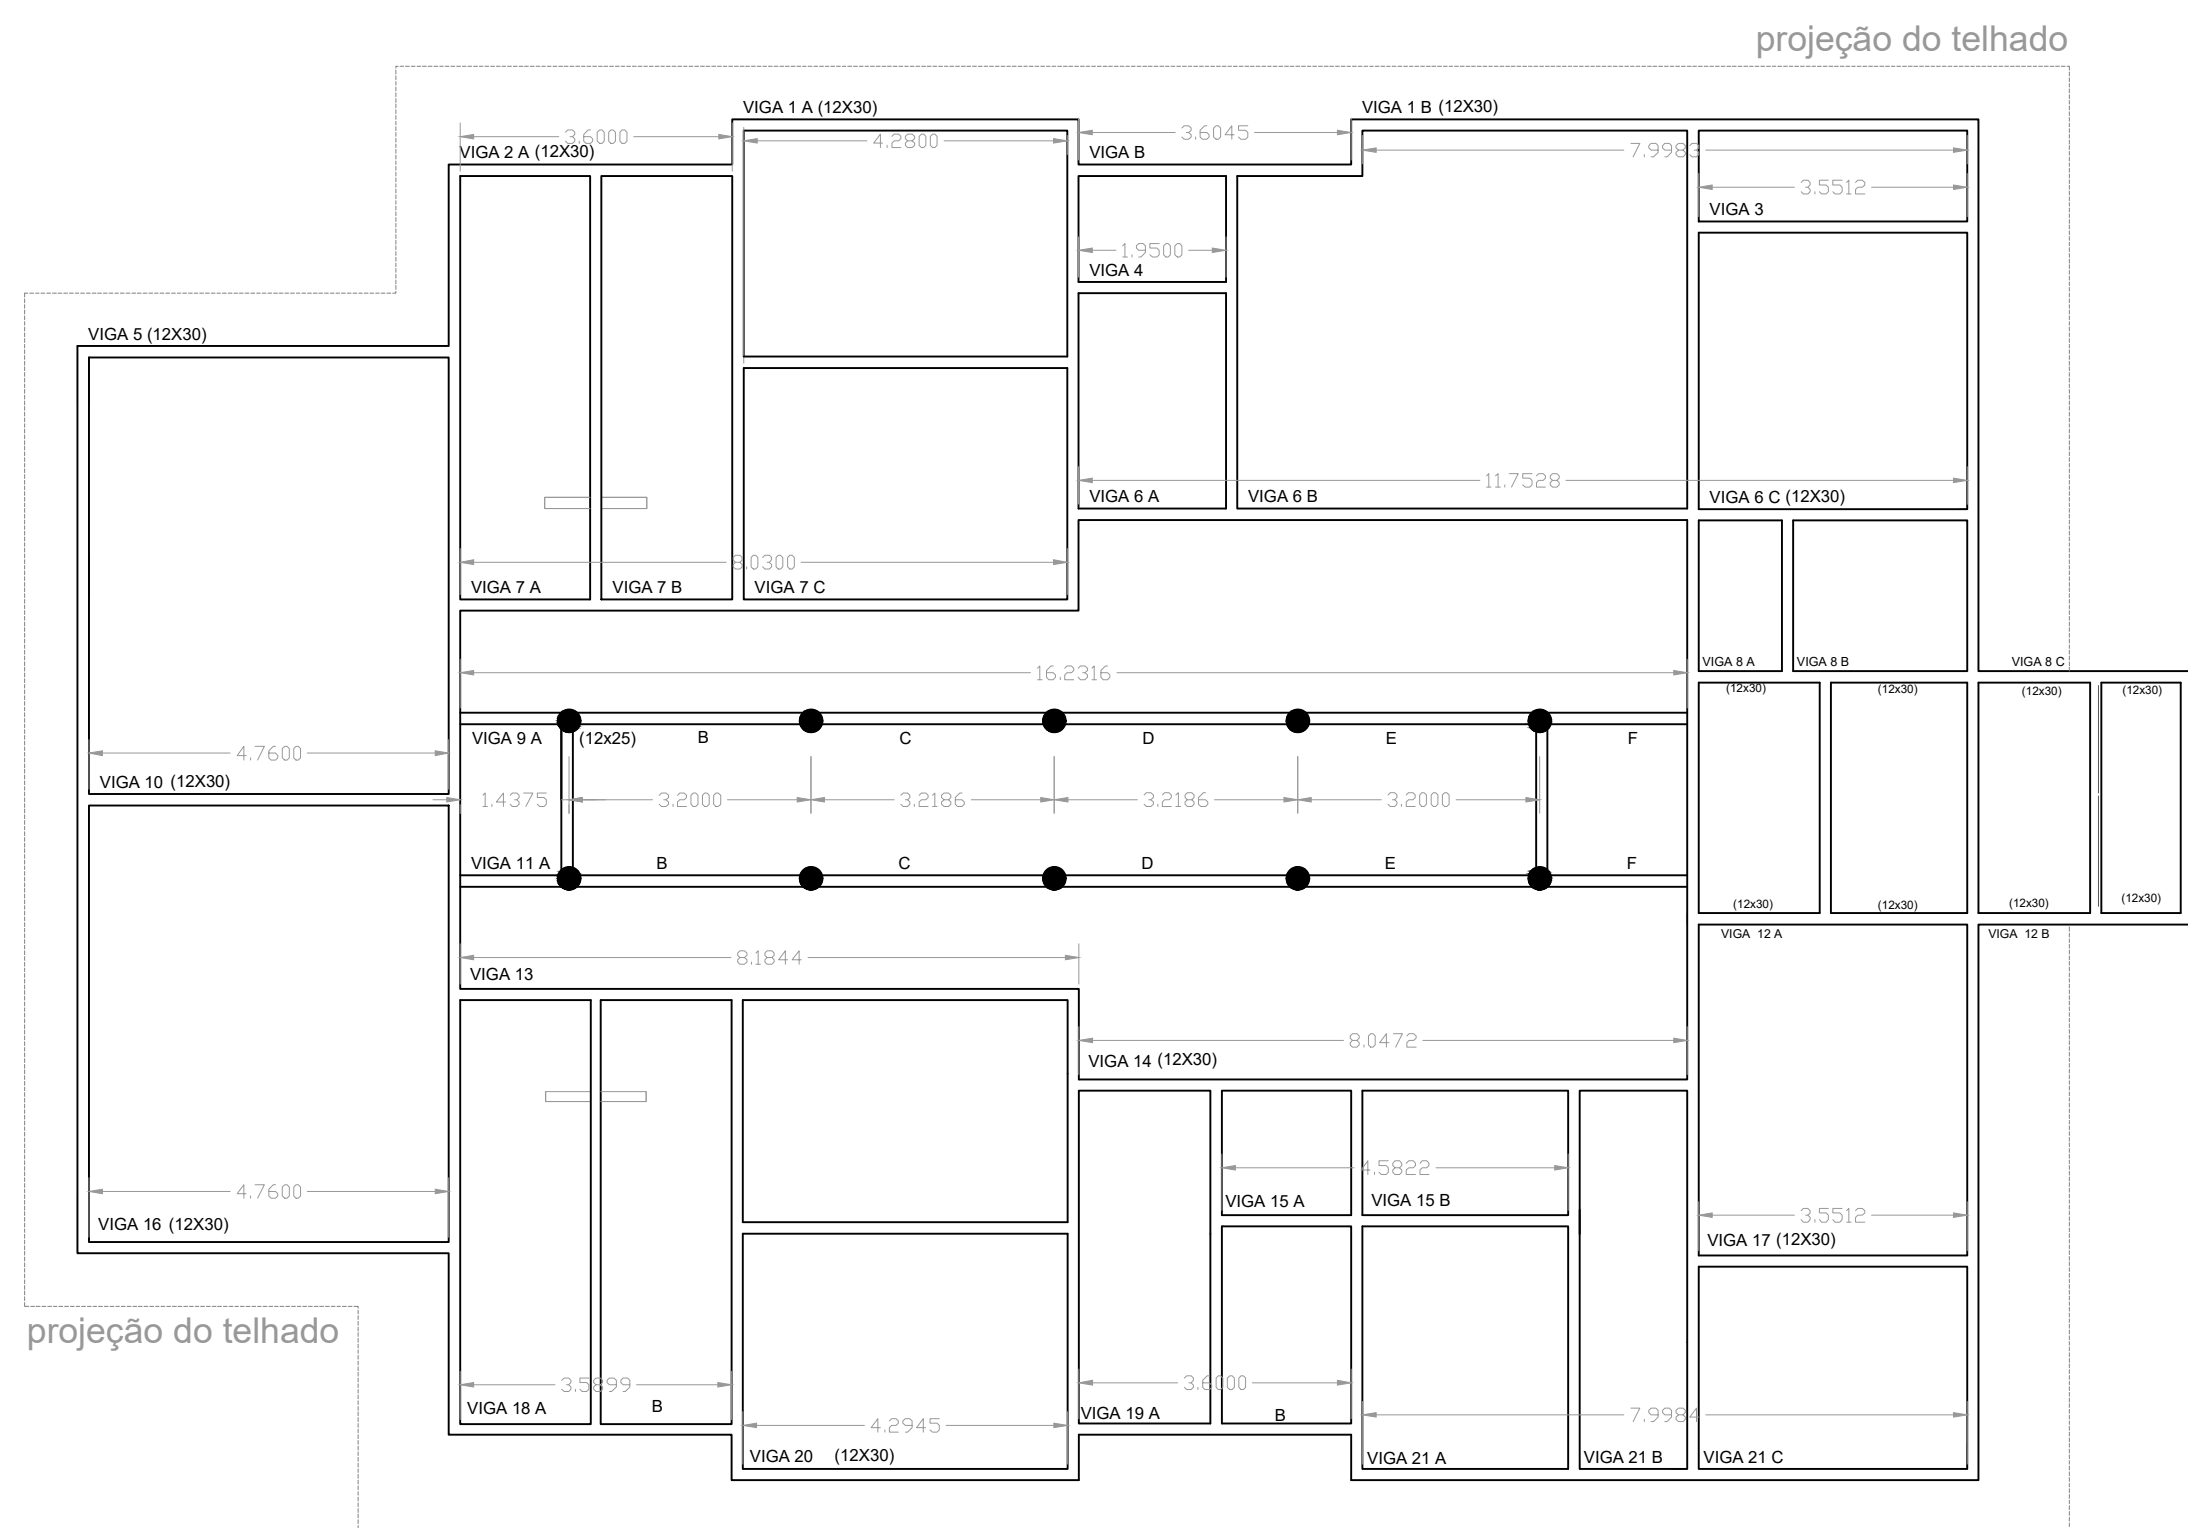 projeção do telhado
VIGA 1 A (12X30)
VIGA 1 B (12X30)
3.6000
4.2800
3.6045
7.9983
VIGA 2 A (12X30)
VIGA B
3.5512
VIGA 3
1.9500
VIGA 4
VIGA 5 (12X30)
11.7528
VIGA 6 A
VIGA 6 B
VIGA 6 C (12X30)
8.0300
VIGA 7 A
VIGA 7 B
VIGA 7 C
16.2316
VIGA 8 A
VIGA 8 B
VIGA 8 C
(12x30)
(12x30)
(12x30)
(12x30)
VIGA 9 A
(12x25)
B
C
D
E
F
4.7600
VIGA 10 (12X30)
1.4375
3.2000
3.2186
3.2186
3.2000
VIGA 11 A
B
C
D
E
F
(12x30)
(12x30)
(12x30)
(12x30)
VIGA 12 A
VIGA 12 B
8.1844
VIGA 13
8.0472
VIGA 14 (12X30)
4.5822
VIGA 15 A
VIGA 15 B
4.7600
VIGA 16 (12X30)
3.5512
VIGA 17 (12X30)
projeção do telhado
3.5899
VIGA 18 A
B
3.6000
VIGA 19 A
B
4.2945
VIGA 20 (12X30)
7.9984
VIGA 21 A
VIGA 21 B
VIGA 21 C